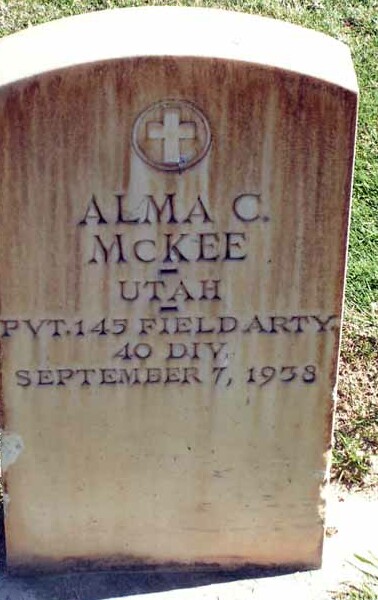 ALMA C.
McKEE
UTAH
PVT. 145 FIELD ARTY.
40 DIV.
SEPTEMBER 7, 1938